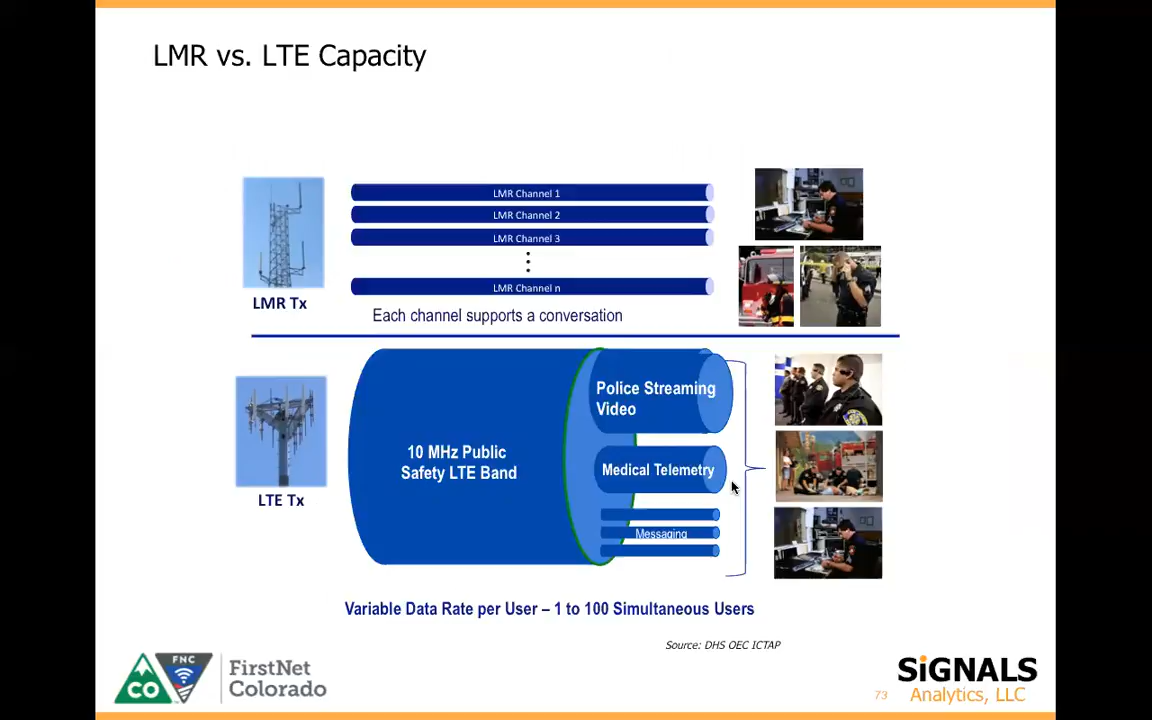 LMR vs. LTE Capacity
LMR Channel 1
LMR Channel 2
LMR Channel 3
LMR Channel n
LMR Tx
Each channel supports a conversation
Police Streaming
Video
10 MHz Public
Safety LTE Band
Medical Telemetry
LTE Tx
Messaging
Variable Data Rate per User – 1 to 100 Simultaneous Users
Source: DHS OEC ICTAP
CO
FNC
FirstNet
Colorado
SiGNALS
Analytics, LLC
73